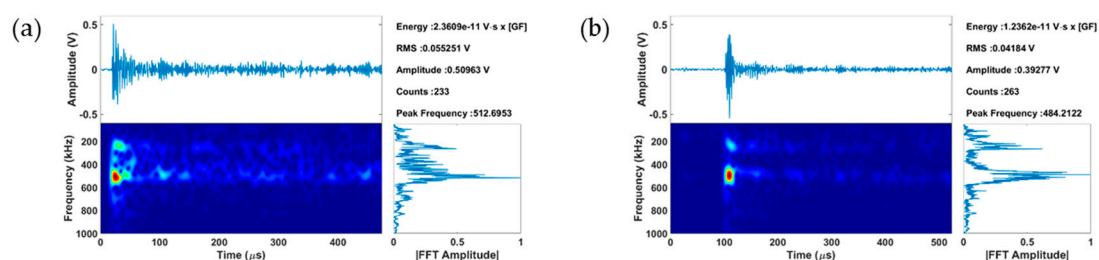 (a)
0.5
0
-0.5
Amplitude (V)
Energy :2.3609e-11 V·s x [GF]
RMS :0.055251 V
Amplitude :0.50963 V
Counts :233
Peak Frequency :512.6953
200
400
600
800
1000
Frequency (kHz)
0 100 200 300 400
Time (μs)
0 0.5 1
|FFT Amplitude|
(b)
0.5
0
-0.5
Amplitude (V)
Energy :1.2362e-11 V·s x [GF]
RMS :0.04184 V
Amplitude :0.39277 V
Counts :263
Peak Frequency :484.2122
200
400
600
800
1000
Frequency (kHz)
0 100 200 300 400 500
Time (μs)
0 0.5 1
|FFT Amplitude|